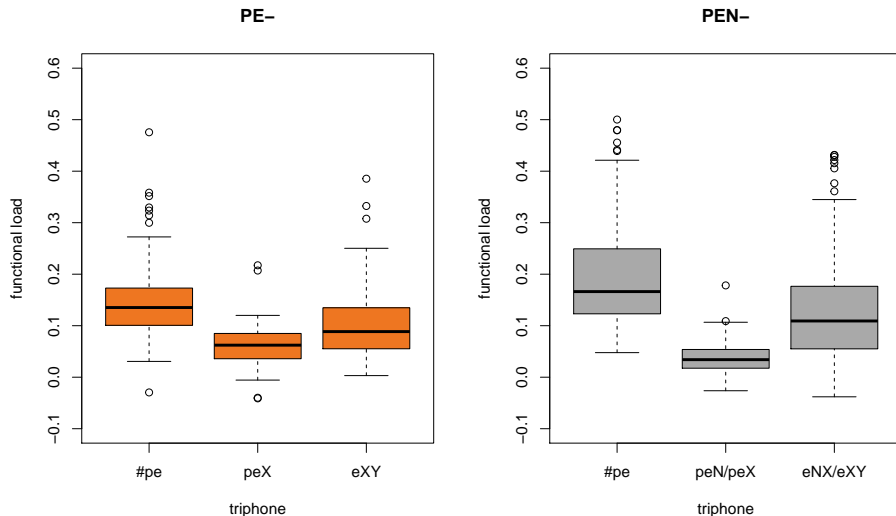 PE−
functional load
0.6
0.5
0.4
0.3
0.2
0.1
0.0
−0.1
#pe peX eXY
triphone
PEN−
functional load
0.6
0.5
0.4
0.3
0.2
0.1
0.0
−0.1
#pe peN/peX eNX/eXY
triphone